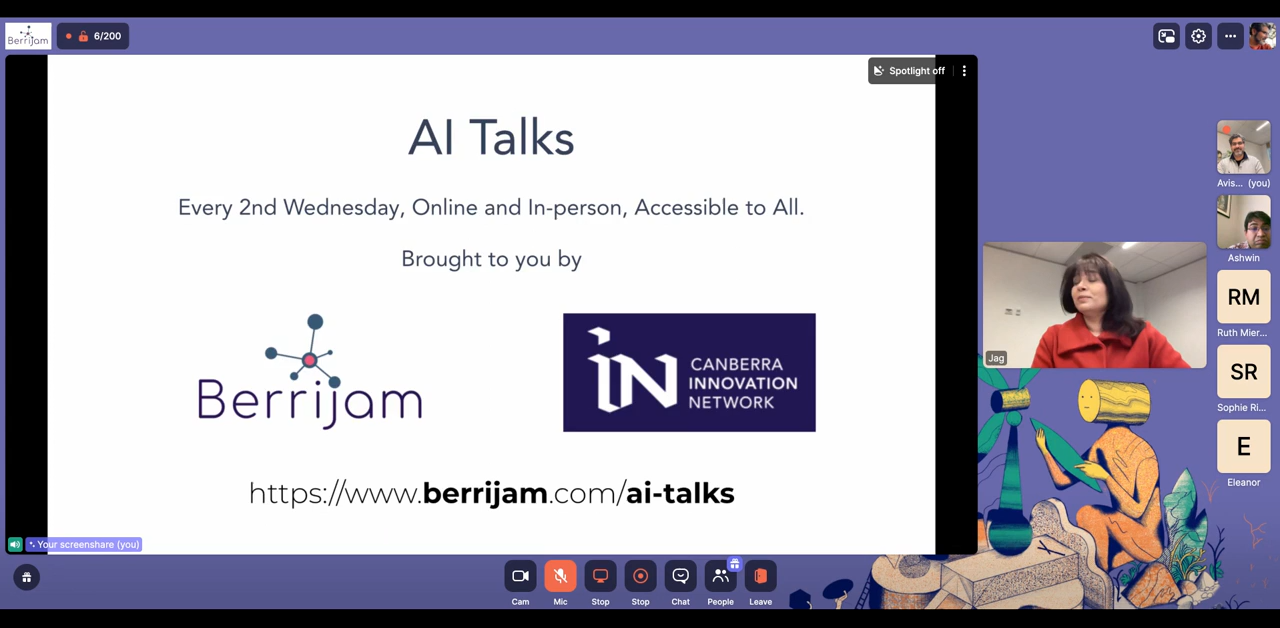 Berrijam
6/200
Spotlight off
AI Talks
Every 2nd Wednesday, Online and In-person, Accessible to All.
Brought to you by
Berrijam
iN
CANBERRA
INNOVATION
NETWORK
https://www.berrijam.com/ai-talks
Your screenshare (you)
Jag
Avis... (you)
Ashwin
RM
Ruth Mier...
SR
Sophie Ri...
E
Eleanor
Cam
Mic
Stop
Stop
Chat
People
Leave